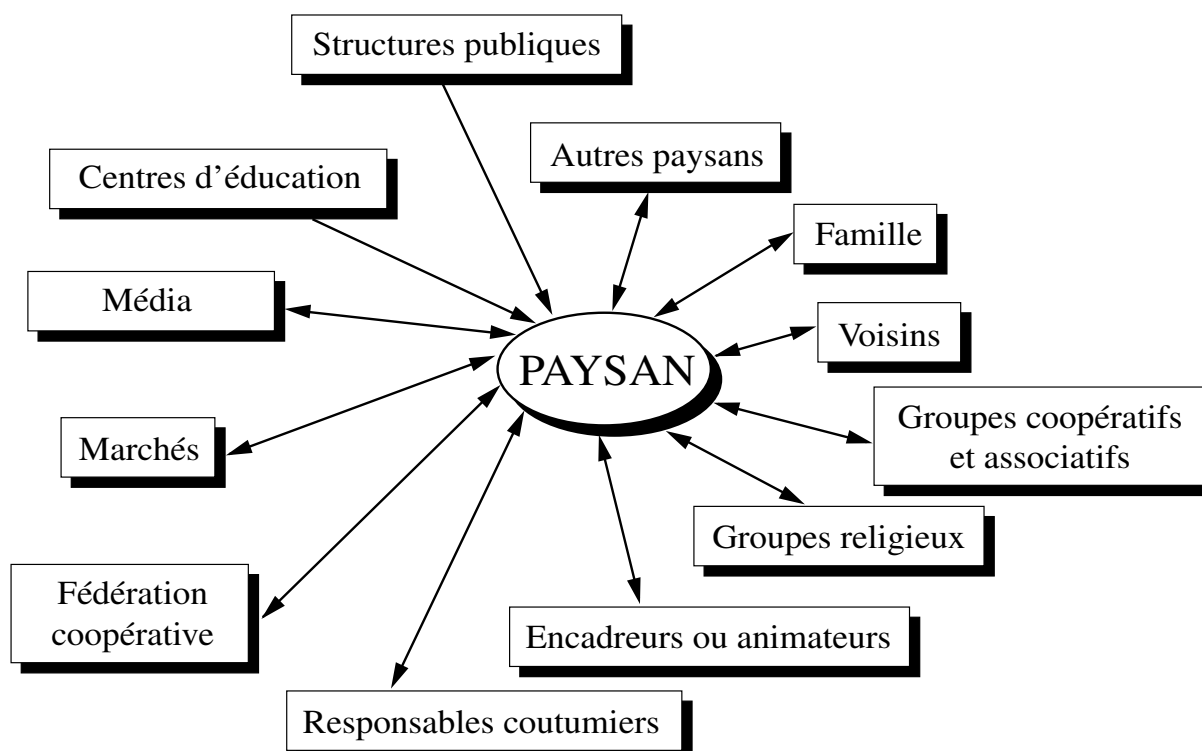 Structures publiques
Autres paysans
Centres d’éducation
Famille
Média
Voisins
PAYSAN
Groupes coopératifs
et associatifs
Marchés
Groupes religieux
Fédération
coopérative
Encadreurs ou animateurs
Responsables coutumiers